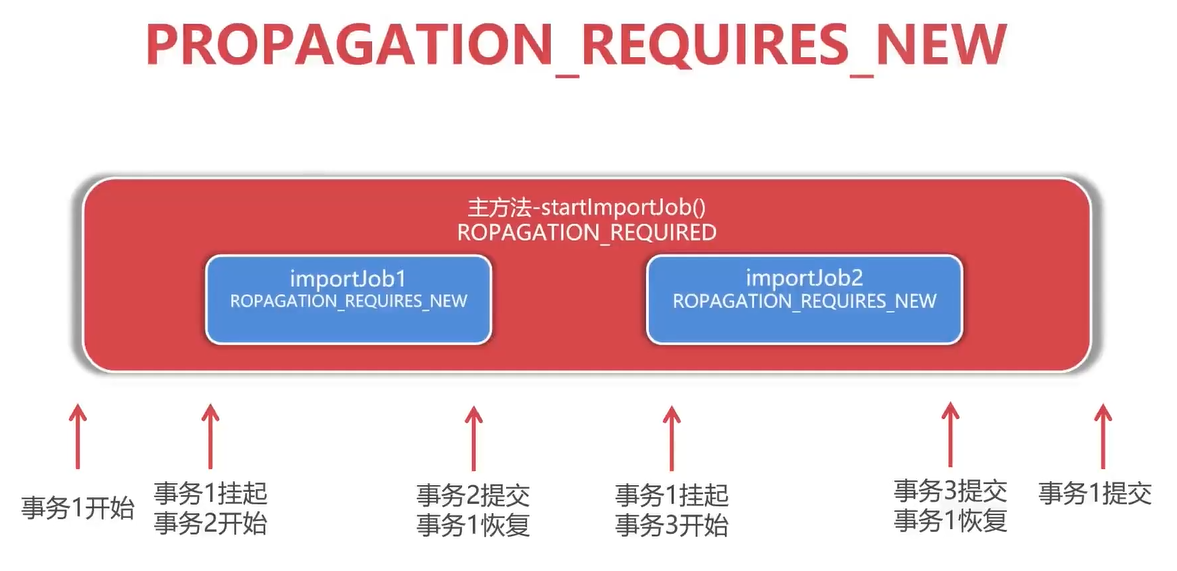 PROPAGATION_REQUIRES_NEW
主方法-startImportJob()
ROPAGATION_REQUIRED
importJob1
ROPAGATION_REQUIRES_NEW
importJob2
ROPAGATION_REQUIRES_NEW
事务1开始
事务1挂起
事务2开始
事务2提交
事务1恢复
事务1挂起
事务3开始
事务3提交
事务1恢复
事务1提交